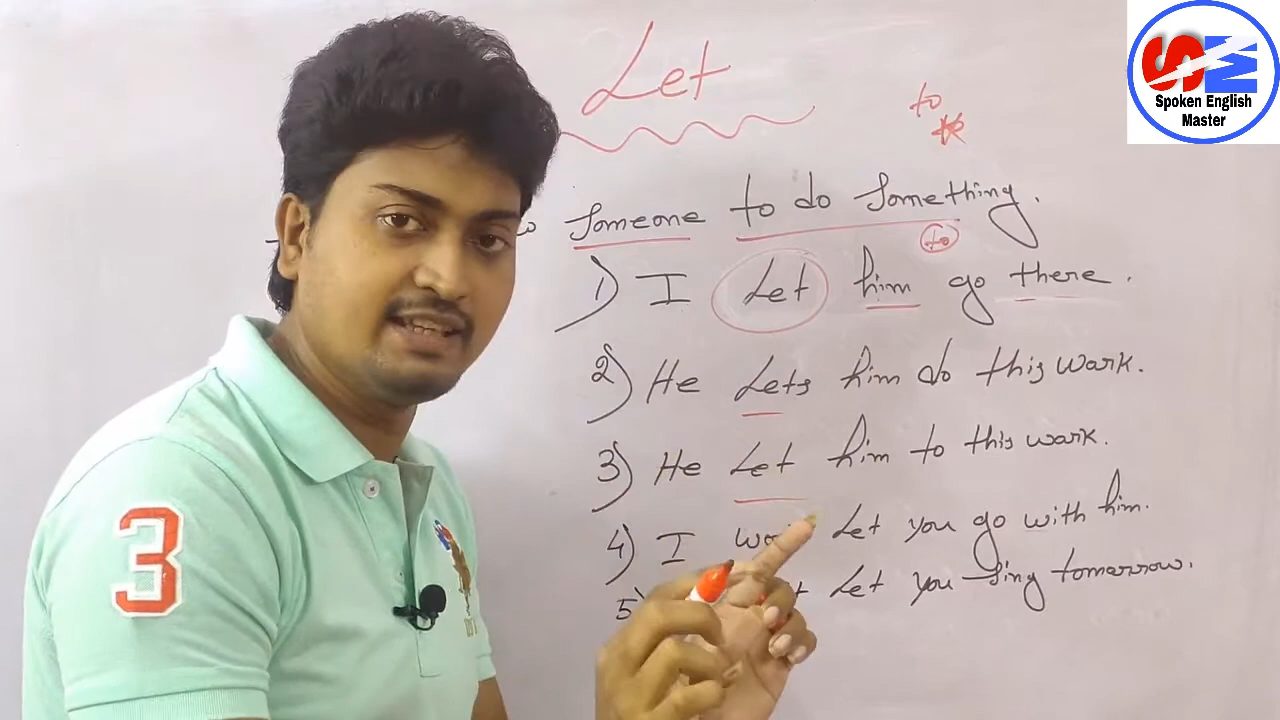 Let
to
Someone to do Something.
to
1) I Let him go there.
2) He Lets him do this work.
3) He Let him to this work.
4) I Let you go with him.
5) Let you Sing tomorrow.
SM
Spoken English
Master
3